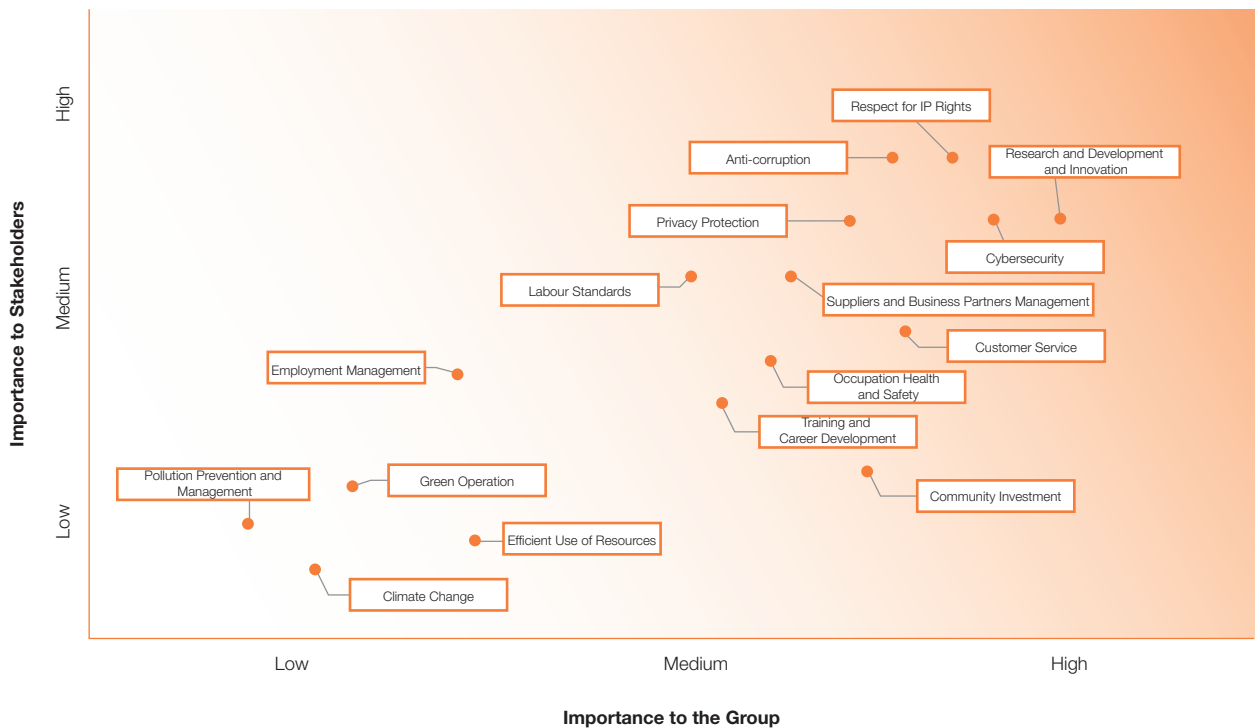 High
Respect for IP Rights
Anti-corruption
Research and Development
and Innovation
Privacy Protection
Cybersecurity
Importance to Stakeholders
Medium
Labour Standards
Suppliers and Business Partners Management
Customer Service
Employment Management
Occupation Health
and Safety
Training and
Career Development
Pollution Prevention and
Management
Green Operation
Community Investment
Low
Efficient Use of Resources
Climate Change
Low
Medium
High
Importance to the Group